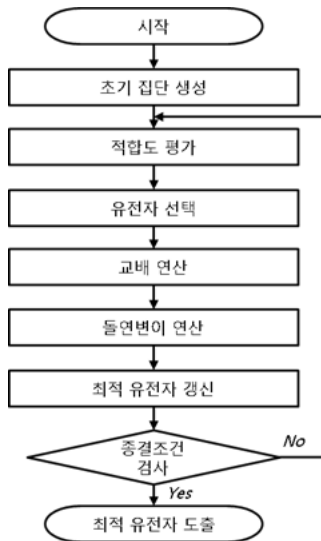 시작
초기 집단 생성
적합도 평가
유전자 선택
교배 연산
돌연변이 연산
최적 유전자 갱신
종결조건
검사
No
Yes
최적 유전자 도출